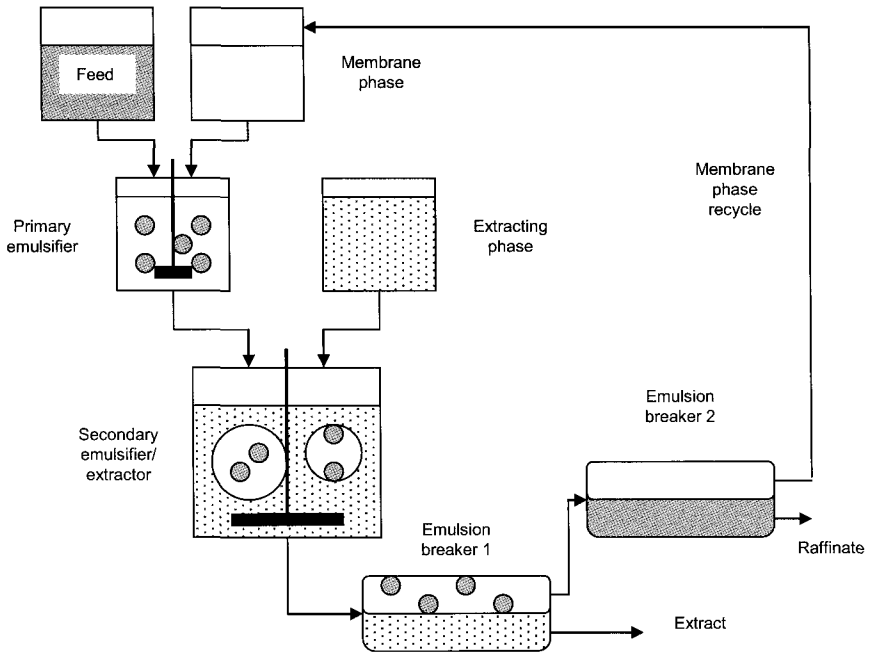 Feed
Membrane
phase
Membrane
phase
recycle
Primary
emulsifier
Extracting
phase
Emulsion
breaker 2
Secondary
emulsifier/
extractor
Emulsion
breaker 1
Raffinate
Extract